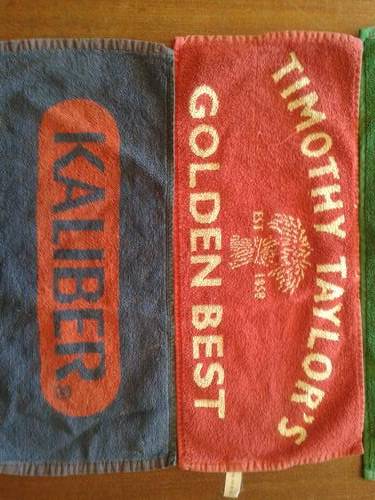 KALIBER®
TIMOTHY TAYLOR'S
EST 1858
GOLDEN BEST